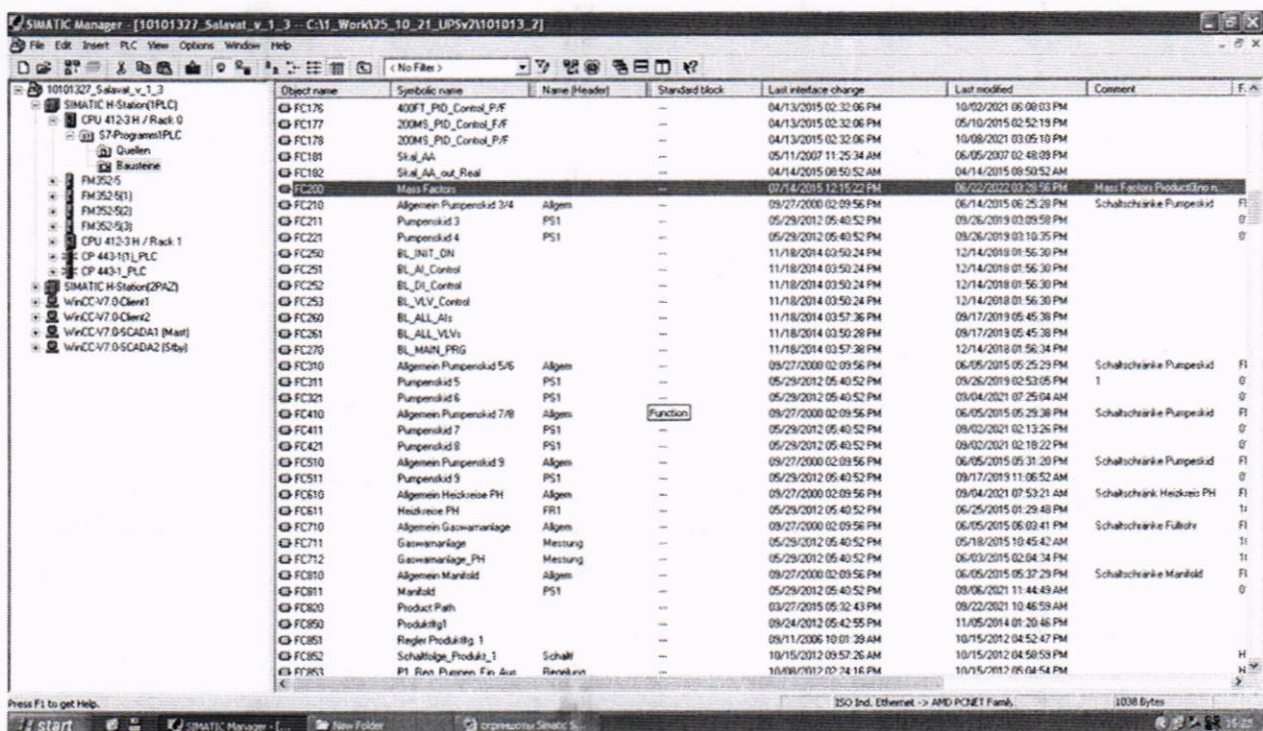 SIMATIC Manager - [10101327_Salavat_v_1_3 -- C:\1_Work\25_10_21_UPSv2\101013_7]
File Edit Insert PLC View Options Window Help
< No Filter >
10101327_Salavat_v_1_3
SIMATIC H-Station(1PLC)
CPU 412-3 H / Rack 0
S7-Programm1PLC
Quellen
Bausteine
FM352-5
FM352-5(1)
FM352-5(2)
FM352-5(3)
CPU 412-3 H / Rack 1
CP 443-1(1)_PLC
CP 443-1_PLC
SIMATIC H-Station(2PAZ)
WinCC-V7.0-Client1
WinCC-V7.0-Client2
WinCC-V7.0-SCADA1 (Mast)
WinCC-V7.0-SCADA2 (Stby)
Object name Symbolic name Name (Header) Standard block Last interface change Last modified Comment F..
FC176 400FT_PID_Control_P/F --- 04/13/2015 02:32:06 PM 10/02/2021 06:08:03 PM
FC177 200MS_PID_Control_F/F --- 04/13/2015 02:32:06 PM 05/10/2015 02:52:19 PM
FC178 200MS_PID_Control_P/F --- 04/13/2015 02:32:06 PM 10/08/2021 03:05:10 PM
FC181 Skal_AA --- 05/11/2007 11:25:34 AM 06/05/2007 02:48:09 PM
FC182 Skal_AA_out_Real --- 04/14/2015 08:50:52 AM 04/14/2015 08:50:52 AM
FC200 Mass Factors 07/14/2015 12:15:22 PM 06/22/2022 03:28:56 PM Mass Factors Product3(no n...
FC210 Allgemein Pumpenskid 3/4 Allgem --- 09/27/2000 02:09:56 PM 06/14/2015 06:25:28 PM Schaltschränke Pumpeskid
FC211 Pumpenskid 3 PS1 --- 05/29/2012 05:40:52 PM 09/26/2019 03:09:58 PM
FC221 Pumpenskid 4 PS1 --- 05/29/2012 05:40:52 PM 09/26/2019 03:10:35 PM
FC250 BL_INIT_ON --- 11/18/2014 03:50:24 PM 12/14/2018 01:56:30 PM
FC251 BL_AI_Control --- 11/18/2014 03:50:24 PM 12/14/2018 01:56:30 PM
FC252 BL_DI_Control --- 11/18/2014 03:50:24 PM 12/14/2018 01:56:30 PM
FC253 BL_VLV_Control --- 11/18/2014 03:50:24 PM 12/14/2018 01:56:30 PM
FC260 BL_ALL_AIs --- 11/18/2014 03:57:36 PM 09/17/2019 05:45:38 PM
FC261 BL_ALL_VLVs --- 11/18/2014 03:50:28 PM 09/17/2019 05:45:38 PM
FC270 BL_MAIN_PRG --- 11/18/2014 03:57:38 PM 12/14/2018 01:56:34 PM
FC310 Allgemein Pumpenskid 5/6 Allgem --- 09/27/2000 02:09:56 PM 06/05/2015 05:25:29 PM Schaltschränke Pumpeskid
FC311 Pumpenskid 5 PS1 --- 05/29/2012 05:40:52 PM 09/26/2019 02:53:05 PM 1
FC321 Pumpenskid 6 PS1 --- 05/29/2012 05:40:52 PM 09/04/2021 07:25:04 AM
FC410 Allgemein Pumpenskid 7/8 Allgem Function 09/27/2000 02:09:56 PM 06/05/2015 05:29:38 PM Schaltschränke Pumpeskid
FC411 Pumpenskid 7 PS1 --- 05/29/2012 05:40:52 PM 09/02/2021 02:13:26 PM
FC421 Pumpenskid 8 PS1 --- 05/29/2012 05:40:52 PM 09/02/2021 02:18:22 PM
FC510 Allgemein Pumpenskid 9 Allgem --- 09/27/2000 02:09:56 PM 06/05/2015 05:31:20 PM Schaltschränke Pumpeskid
FC511 Pumpenskid 9 PS1 --- 05/29/2012 05:40:52 PM 09/17/2019 11:06:52 AM
FC610 Allgemein Heizkreise PH Allgem --- 09/27/2000 02:09:56 PM 09/04/2021 07:53:21 AM Schaltschränk Heizkreis PH
FC611 Heizkreise PH FR1 --- 05/29/2012 05:40:52 PM 06/25/2015 01:29:48 PM
FC710 Allgemein Gaswarnanlage Allgem --- 09/27/2000 02:09:56 PM 06/05/2015 06:03:41 PM Schaltschränke Füllrohr
FC711 Gaswarnanlage Messung --- 05/29/2012 05:40:52 PM 05/18/2015 10:45:42 AM
FC712 Gaswarnanlage_PH Messung --- 05/29/2012 05:40:52 PM 06/03/2015 02:04:34 PM
FC810 Allgemein Manifold Allgem --- 09/27/2000 02:09:56 PM 06/05/2015 05:37:29 PM Schaltschränke Manifold
FC811 Manifold PS1 --- 05/29/2012 05:40:52 PM 09/06/2021 11:44:49 AM
FC820 Product Path --- 03/27/2015 05:32:43 PM 09/22/2021 10:46:59 AM
FC850 Produkttg1 --- 09/24/2012 05:42:55 PM 11/05/2014 01:20:46 PM
FC851 Regler Produkttg. 1 --- 09/11/2006 10:01:39 AM 10/15/2012 04:52:47 PM
FC852 Schaltfolge_Produkt_1 Schalt --- 10/15/2012 09:57:26 AM 10/15/2012 04:58:59 PM
FC853 P1_Reg_Pumpen_Ein_Aus Regelung --- 10/08/2012 02:24:16 PM 10/15/2012 05:04:54 PM
Press F1 to get Help. ISO Ind. Ethernet -> AMD PCNET Family 1038 Bytes
start SIMATIC Manager - [... New Folder скриншоты Simatic S...